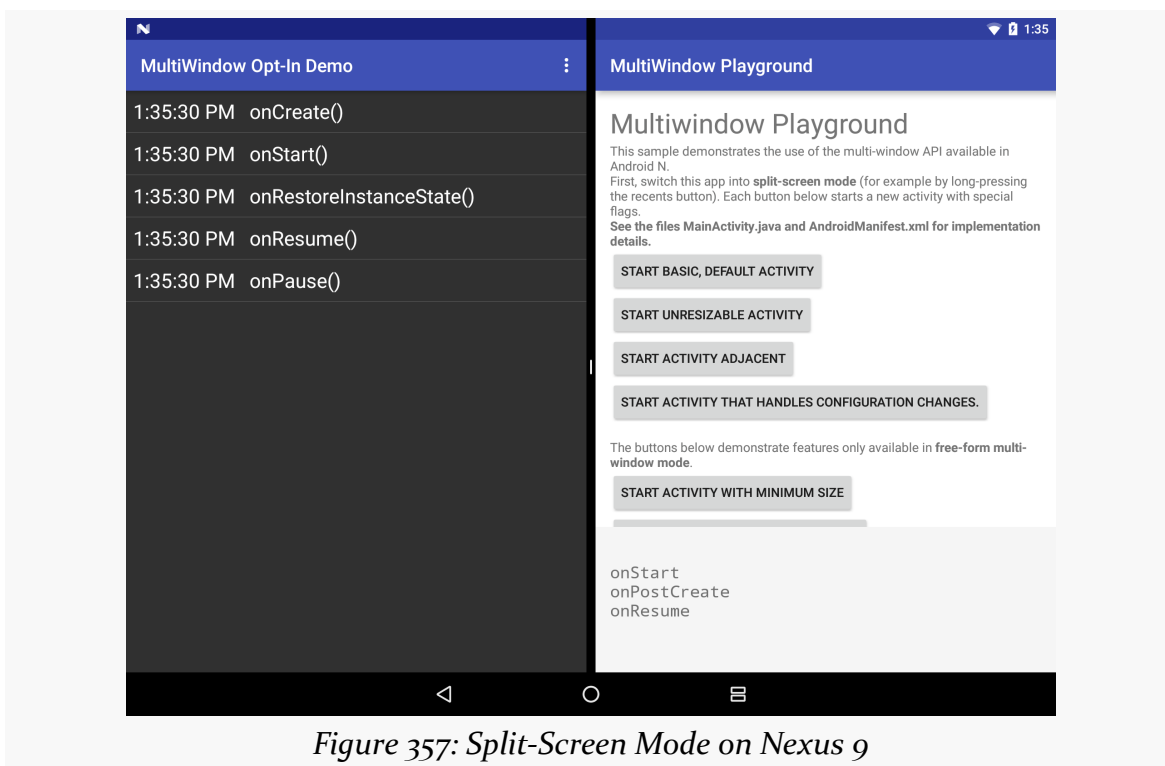 MultiWindow Opt-In Demo
1:35:30 PM onCreate()
1:35:30 PM onStart()
1:35:30 PM onRestoreInstanceState()
1:35:30 PM onResume()
1:35:30 PM onPause()
1:35
MultiWindow Playground
Multiwindow Playground
This sample demonstrates the use of the multi-window API available in
Android N.
First, switch this app into split-screen mode (for example by long-pressing
the recents button). Each button below starts a new activity with special
flags.
See the files MainActivity.java and AndroidManifest.xml for implementation
details.
START BASIC, DEFAULT ACTIVITY
START UNRESIZABLE ACTIVITY
START ACTIVITY ADJACENT
START ACTIVITY THAT HANDLES CONFIGURATION CHANGES.
The buttons below demonstrate features only available in free-form multi-
window mode.
START ACTIVITY WITH MINIMUM SIZE
onStart
onPostCreate
onResume
Figure 357: Split-Screen Mode on Nexus 9